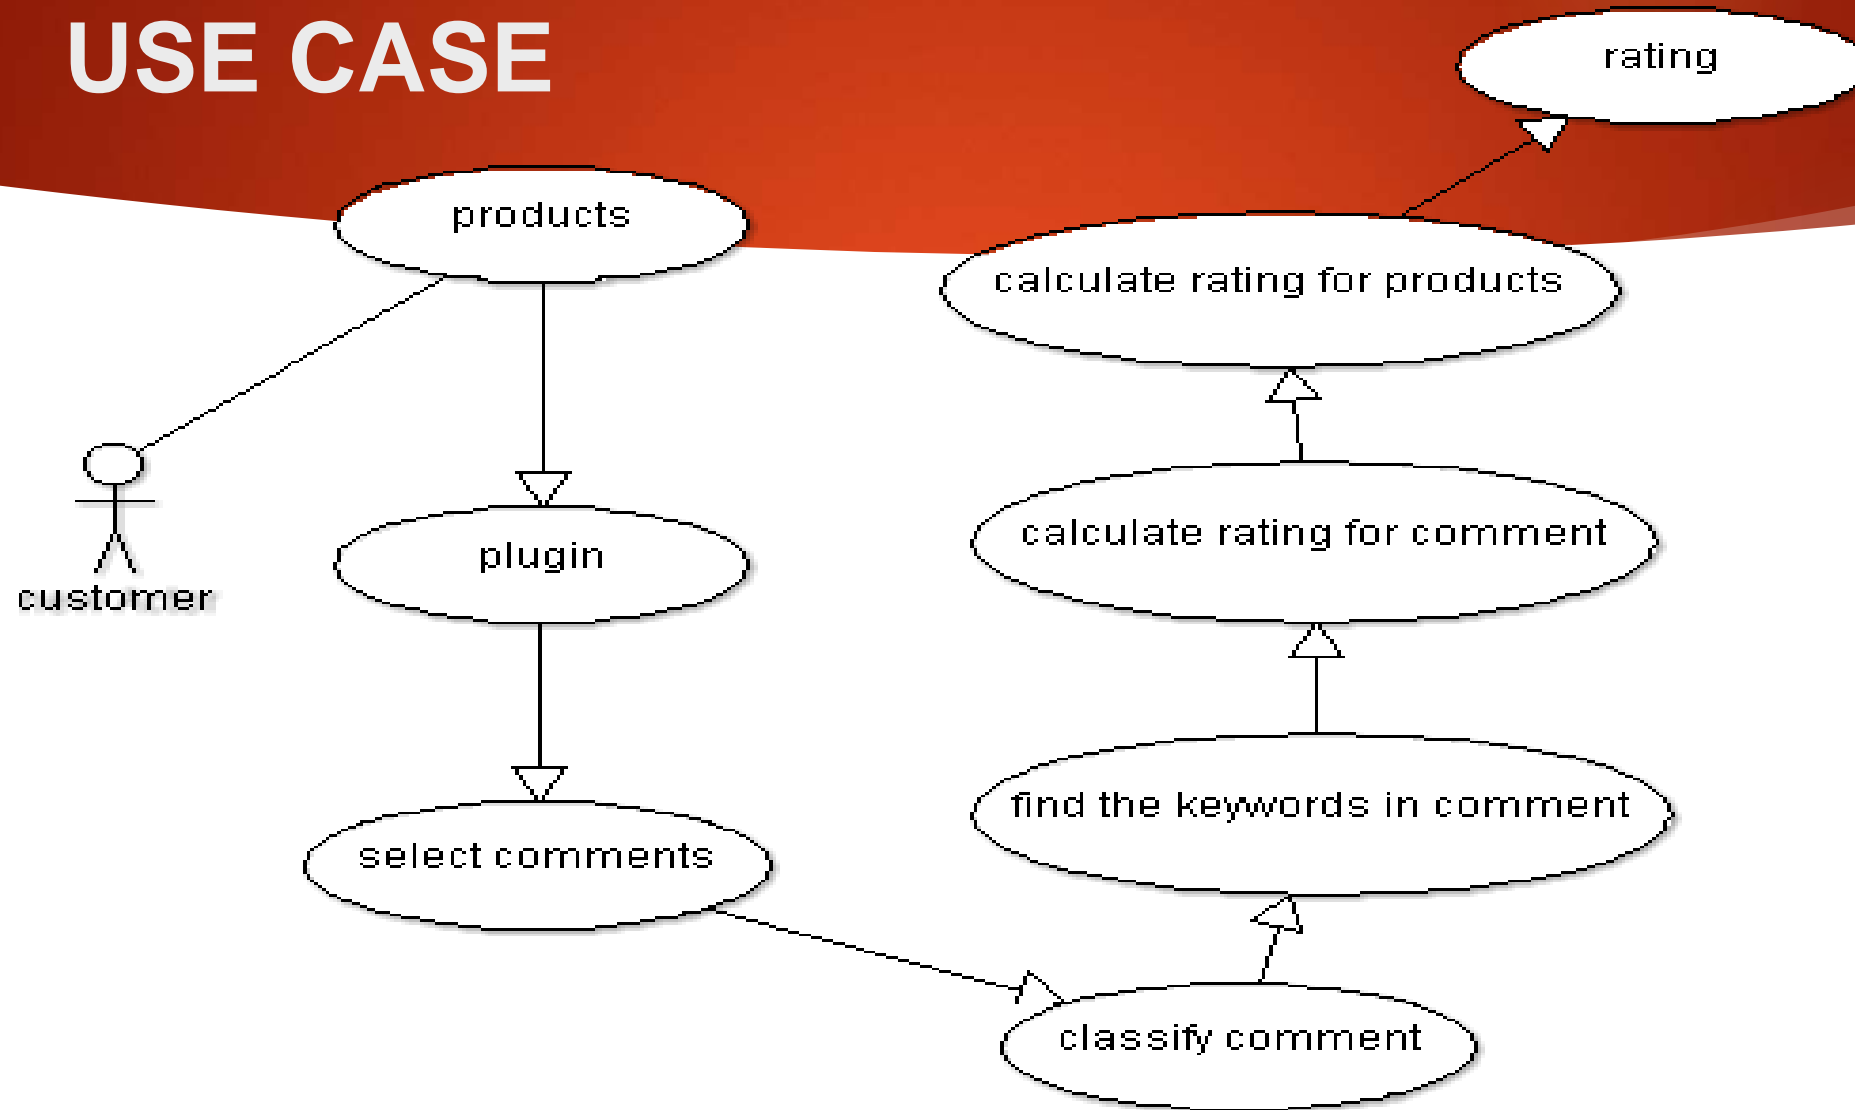 USE CASE
products
customer
plugin
select comments
classify comment
find the keywords in comment
calculate rating for comment
calculate rating for products
rating